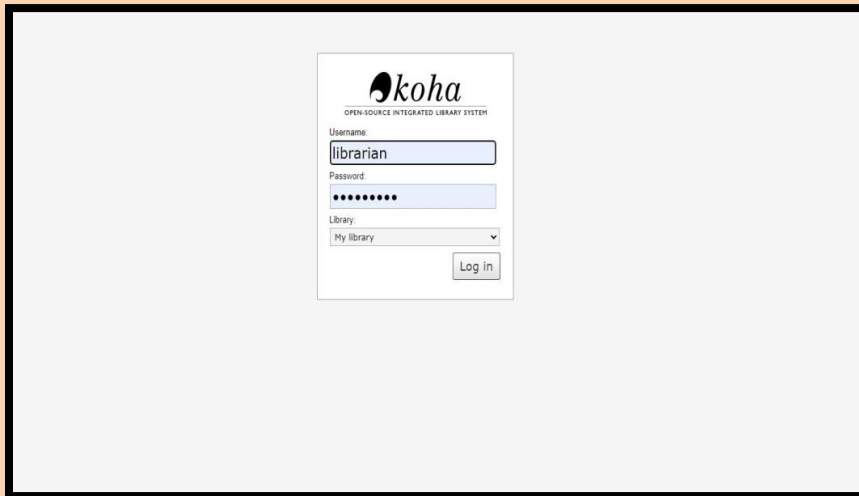 koha
OPEN-SOURCE INTEGRATED LIBRARY SYSTEM
Username:
librarian
Password:
•••••••••
Library:
My library
Log in